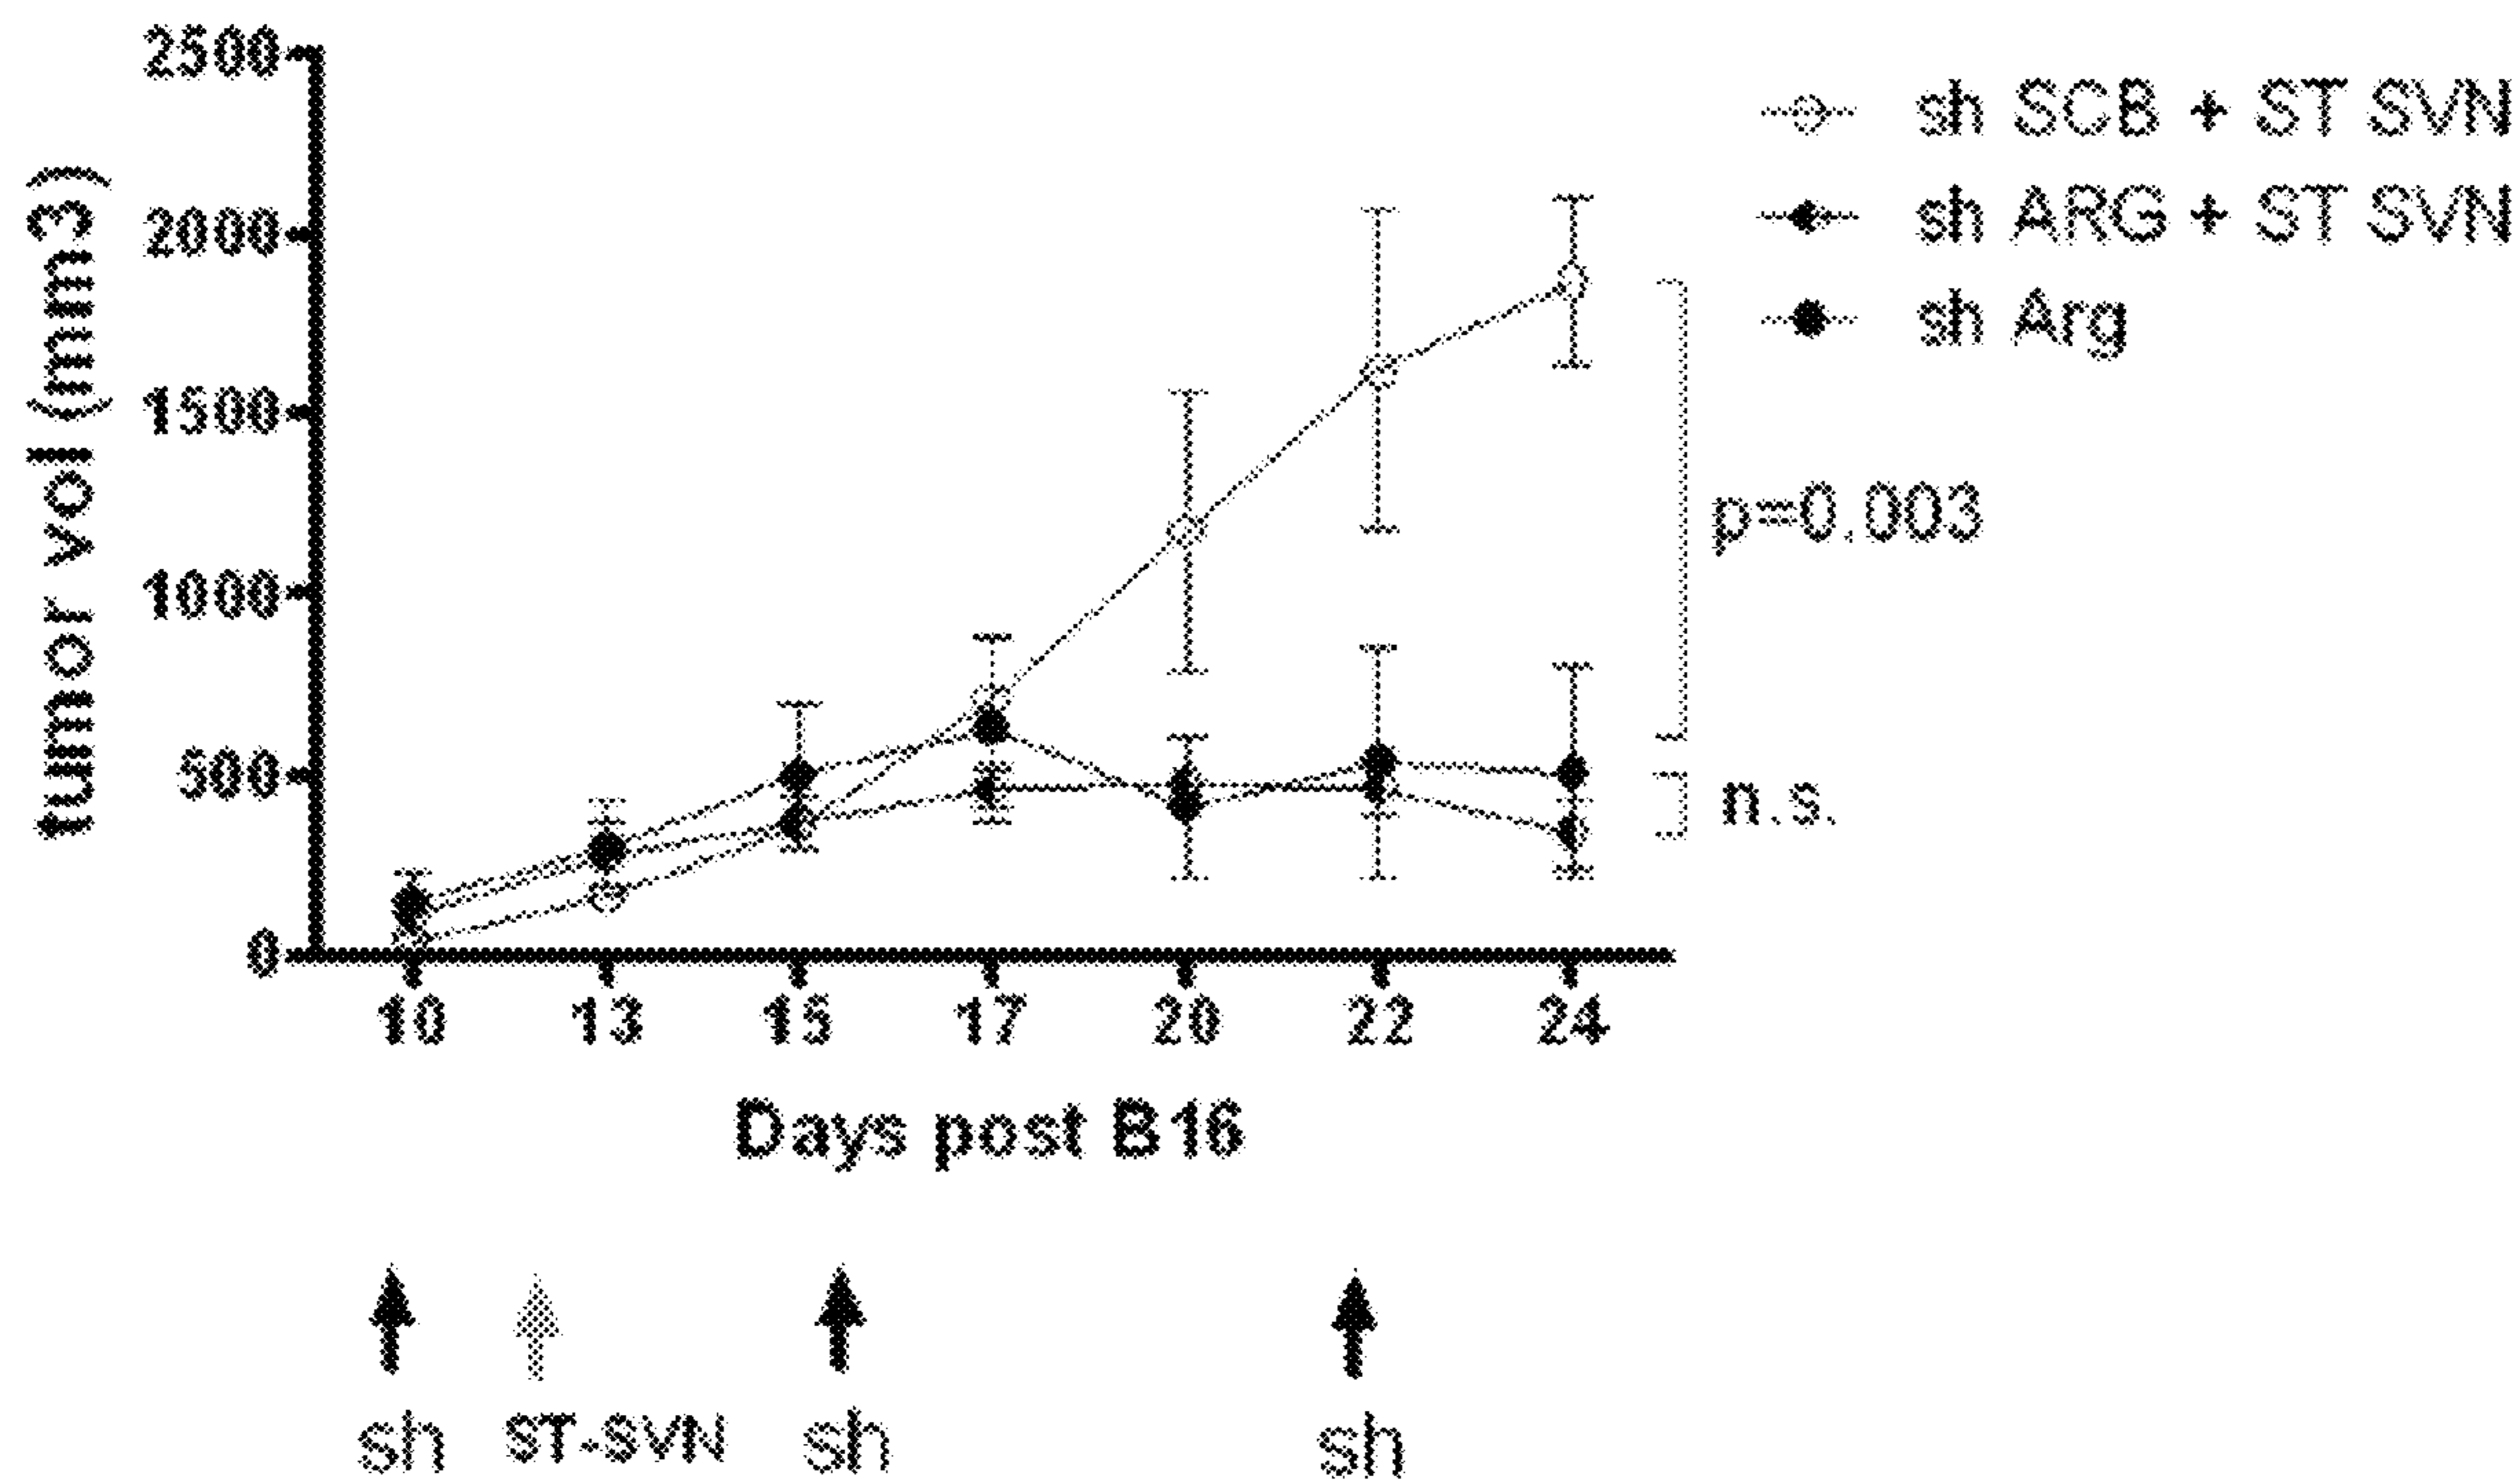 2500
2000
1500
1000
500
0
tumor vol (mm3)
sh SCB + ST SVN
sh ARG + ST SVN
sh Arg
p=0.003
n.s.
10 13 15 17 20 22 24
Days post B16
sh ST-SVN sh sh